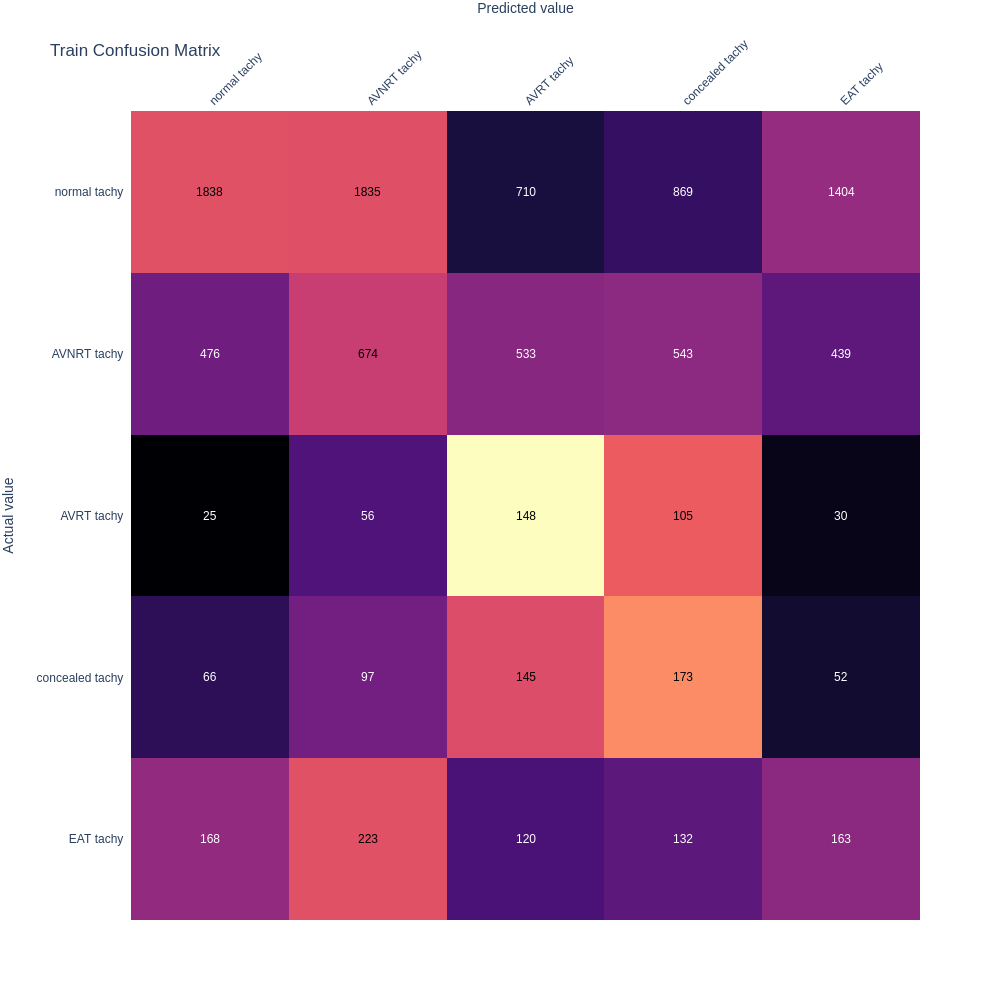 Predicted value
Train Confusion Matrix
normal tachy
AVNRT tachy
AVRT tachy
concealed tachy
EAT tachy
normal tachy 1838 1835 710 869 1404
AVNRT tachy 476 674 533 543 439
Actual value
AVRT tachy 25 56 148 105 30
concealed tachy 66 97 145 173 52
EAT tachy 168 223 120 132 163